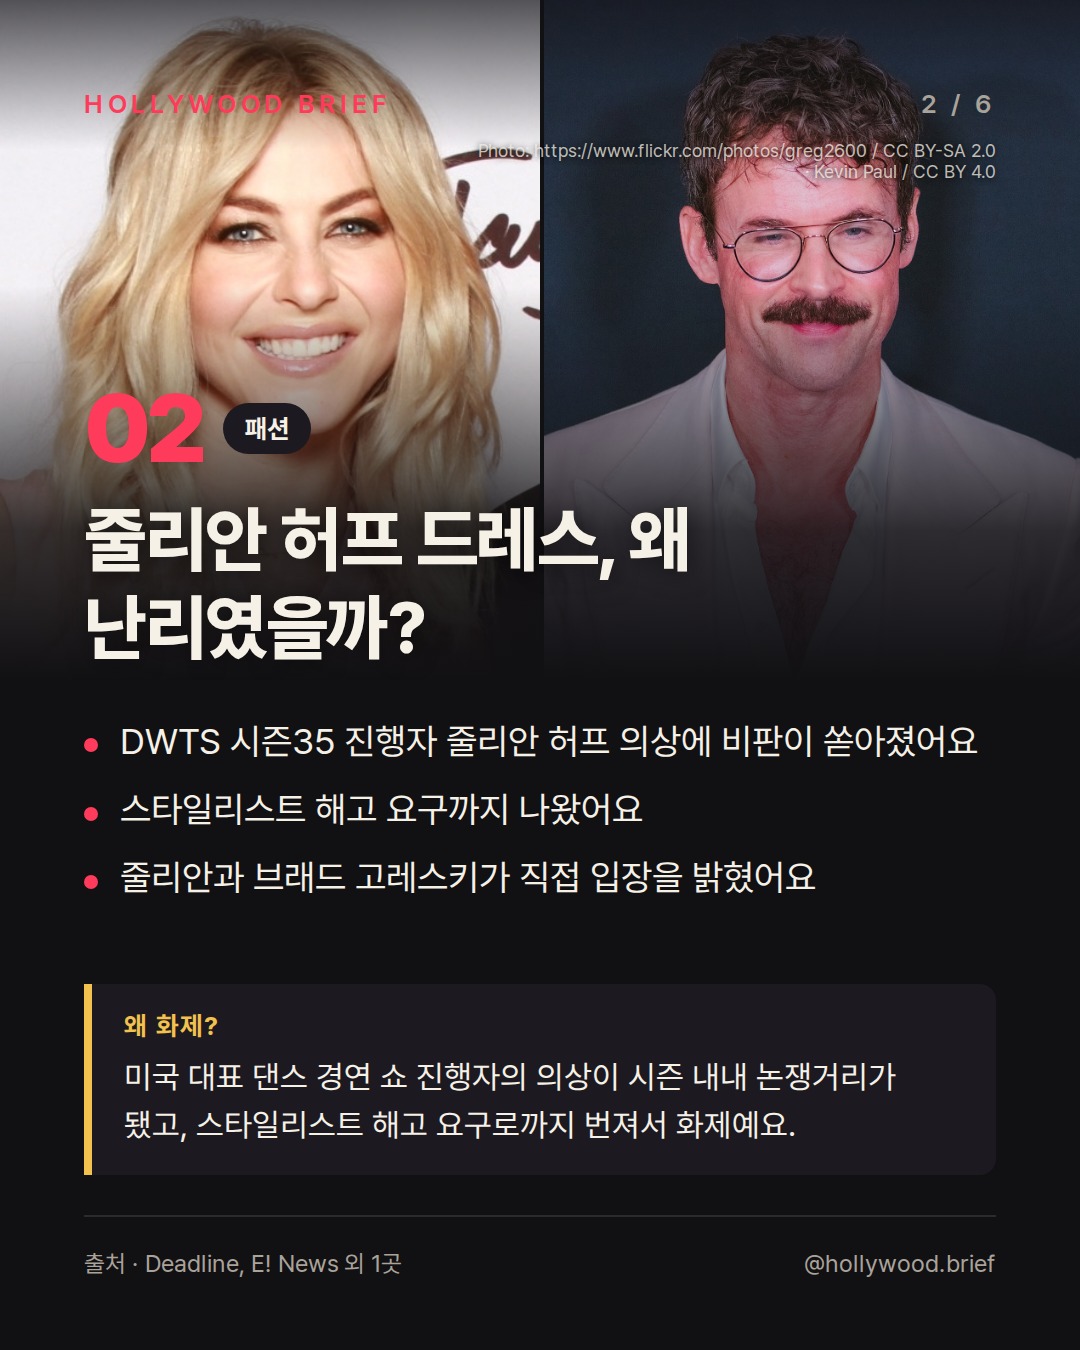 HOLLYWOOD BRIEF
2 / 6
Photo: https://www.flickr.com/photos/greg2600 / CC BY-SA 2.0
· Kevin Paul / CC BY 4.0
02 패션
줄리안 허프 드레스, 왜
난리였을까?
DWTS 시즌35 진행자 줄리안 허프 의상에 비판이 쏟아졌어요
스타일리스트 해고 요구까지 나왔어요
줄리안과 브래드 고레스키가 직접 입장을 밝혔어요
왜 화제?
미국 대표 댄스 경연 쇼 진행자의 의상이 시즌 내내 논쟁거리가
됐고, 스타일리스트 해고 요구로까지 번져서 화제예요.
출처 · Deadline, E! News 외 1곳
@hollywood.brief